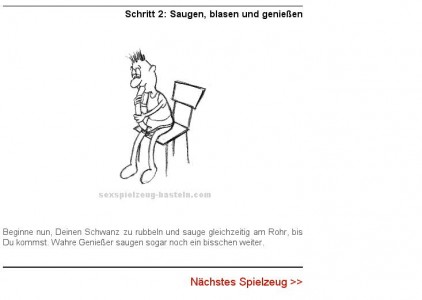 Schritt 2: Saugen, blasen und genießen
sexspielzeug-basteln.com
Beginne nun, Deinen Schwanz zu rubbeln und sauge gleichzeitig am Rohr, bis
Du kommst. Wahre Genießer saugen sogar noch ein bisschen weiter.
Nächstes Spielzeug >>